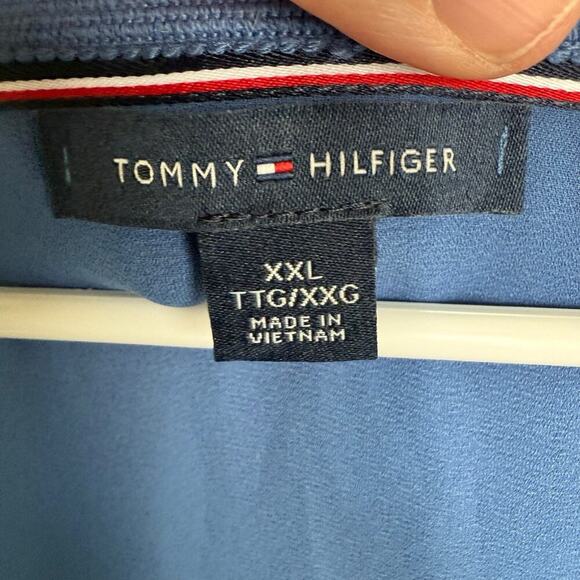 TOMMY HILFIGER
XXL
TTG/XXG
MADE IN
VIETNAM